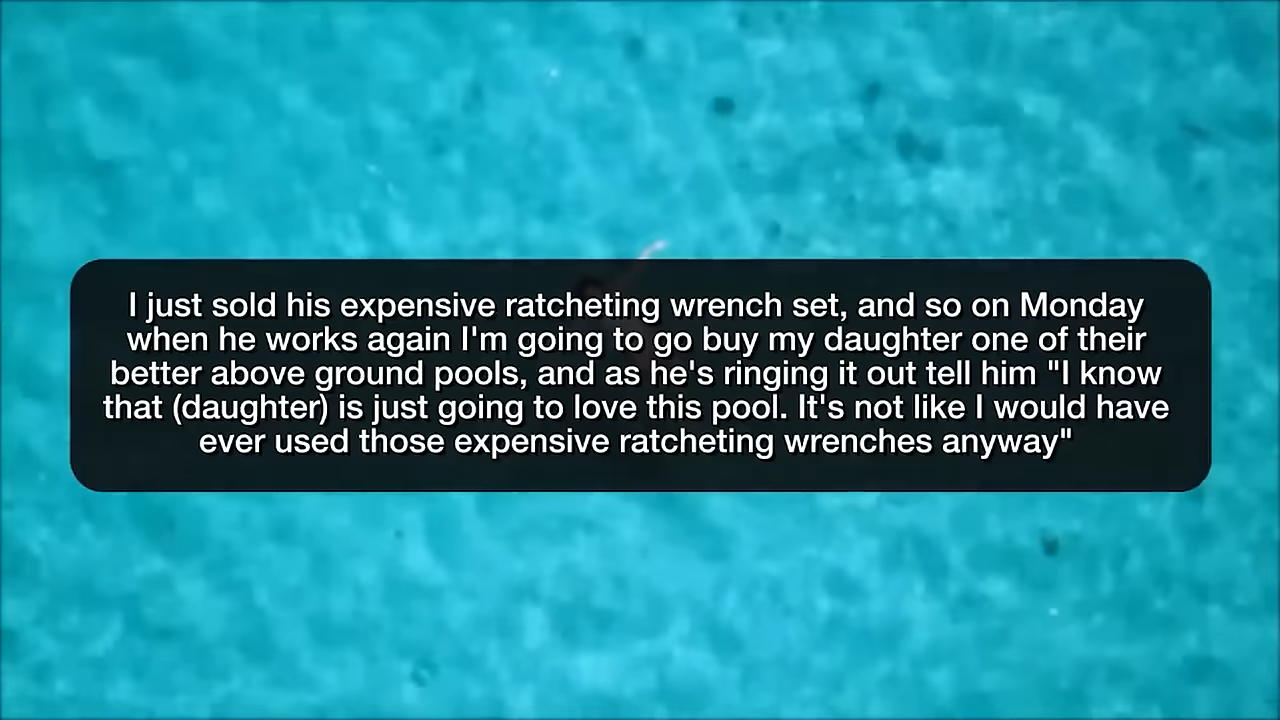 I just sold his expensive ratcheting wrench set, and so on Monday
when he works again I'm going to go buy my daughter one of their
better above ground pools, and as he's ringing it out tell him "I know
that (daughter) is just going to love this pool. It's not like I would have
ever used those expensive ratcheting wrenches anyway"